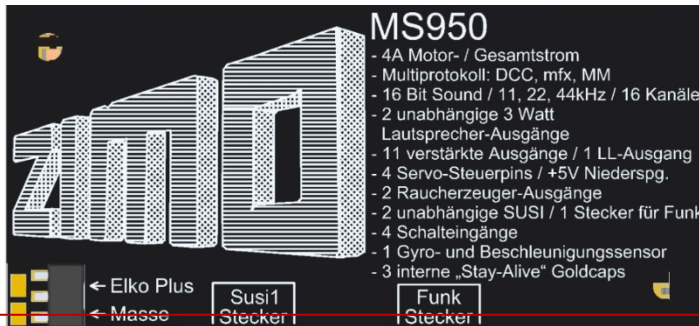 zimo
MS950
- 4A Motor- / Gesamtstrom
- Multiprotokoll: DCC, mfx, MM
- 16 Bit Sound / 11, 22, 44kHz / 16 Kanäle
- 2 unabhängige 3 Watt
Lautsprecher-Ausgänge
- 11 verstärkte Ausgänge / 1 LL-Ausgang
- 4 Servo-Steuerpins / +5V Niederspg.
- 2 Raucherzeuger-Ausgänge
- 2 unabhängige SUSI / 1 Stecker für Funk
- 4 Schalteingänge
- 1 Gyro- und Beschleunigungssensor
- 3 interne „Stay-Alive“ Goldcaps
← Elko Plus
← Masse
Susi1
Stecker
Funk
Stecker